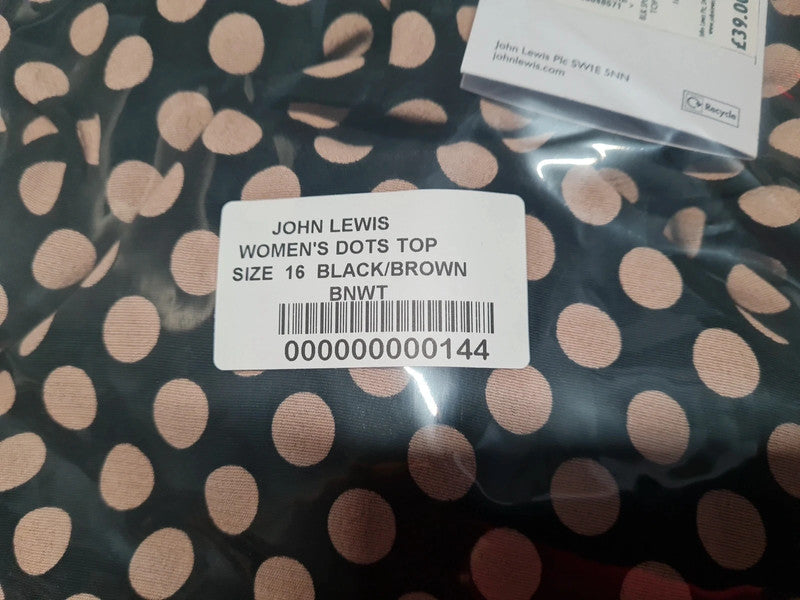 £39.00
John Lewis Plc SW1E 5NN
johnlewis.com
Recycle
JOHN LEWIS
WOMEN'S DOTS TOP
SIZE 16 BLACK/BROWN
BNWT
000000000144